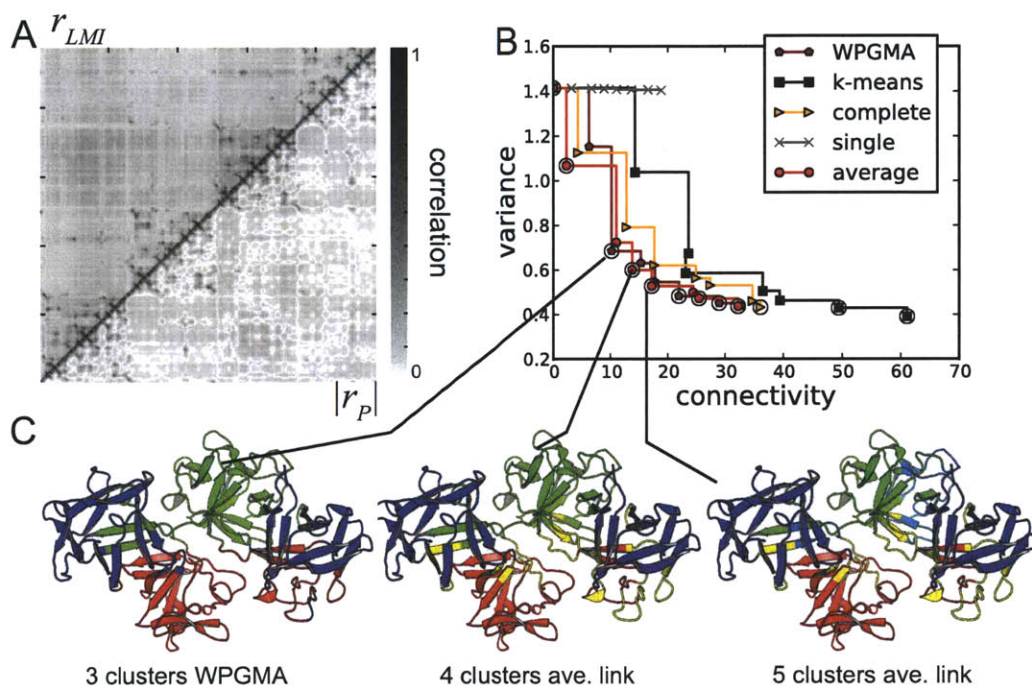 A
r_LMI
1
correlation
0
|r_P|
B
1.6
1.4
1.2
1.0
0.8
0.6
0.4
0.2
variance
0
10
20
30
40
50
60
70
connectivity
WPGMA
k-means
complete
single
average
C
3 clusters WPGMA
4 clusters ave. link
5 clusters ave. link